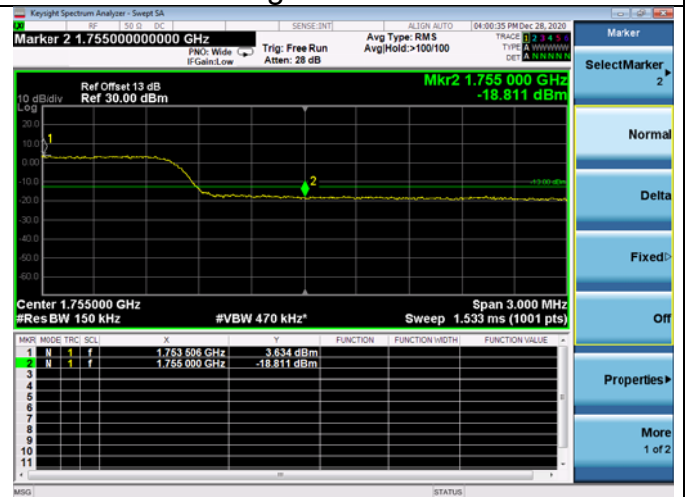 Keysight Spectrum Analyzer - Swept SA
RF 50 Ω DC SENSE:INT ALIGN AUTO 04:00:35 PM Dec 28, 2020
Marker 2 1.755000000000 GHz
PNO: Wide
IFGain:Low
Trig: Free Run
Atten: 28 dB
Avg Type: RMS
Avg|Hold:>100/100
TRACE 1 2 3 4 5 6
TYPE A WWWWW
DET A N N N N N
Ref Offset 13 dB
Ref 30.00 dBm
10 dB/div
Log
Mkr2 1.755 000 GHz
-18.811 dBm
20.0
10.0
0.00
-10.0
-20.0
-30.0
-40.0
-50.0
-60.0
1
2
-13.00 dBm
Center 1.755000 GHz Span 3.000 MHz
#Res BW 150 kHz #VBW 470 kHz* Sweep 1.533 ms (1001 pts)
MKR MODE TRC SCL X Y FUNCTION FUNCTION WIDTH FUNCTION VALUE
1 N 1 f 1.753 506 GHz 3.634 dBm
2 N 1 f 1.755 000 GHz -18.811 dBm
3
4
5
6
7
8
9
10
11
MSG STATUS
Marker
Select Marker
2
Normal
Delta
Fixed
Off
Properties
More
1 of 2